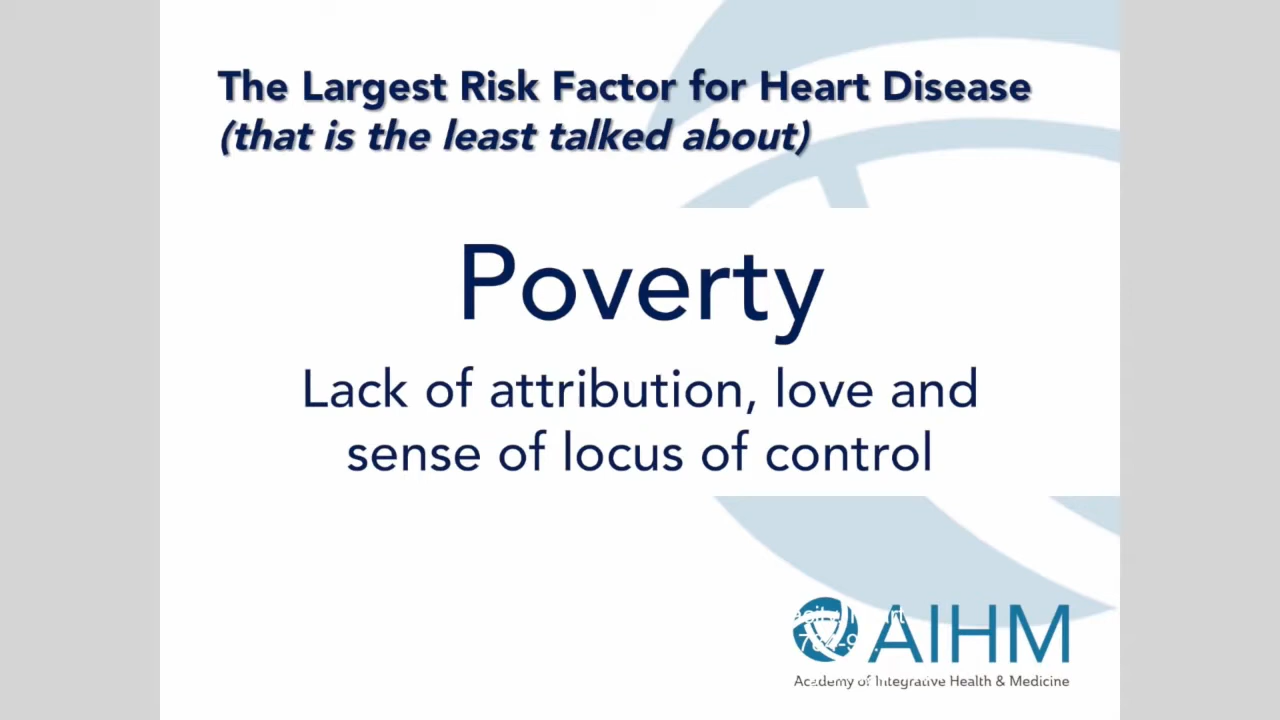 The Largest Risk Factor for Heart Disease
(that is the least talked about)
Poverty
Lack of attribution, love and
sense of locus of control
AIHM
Academy of Integrative Health & Medicine